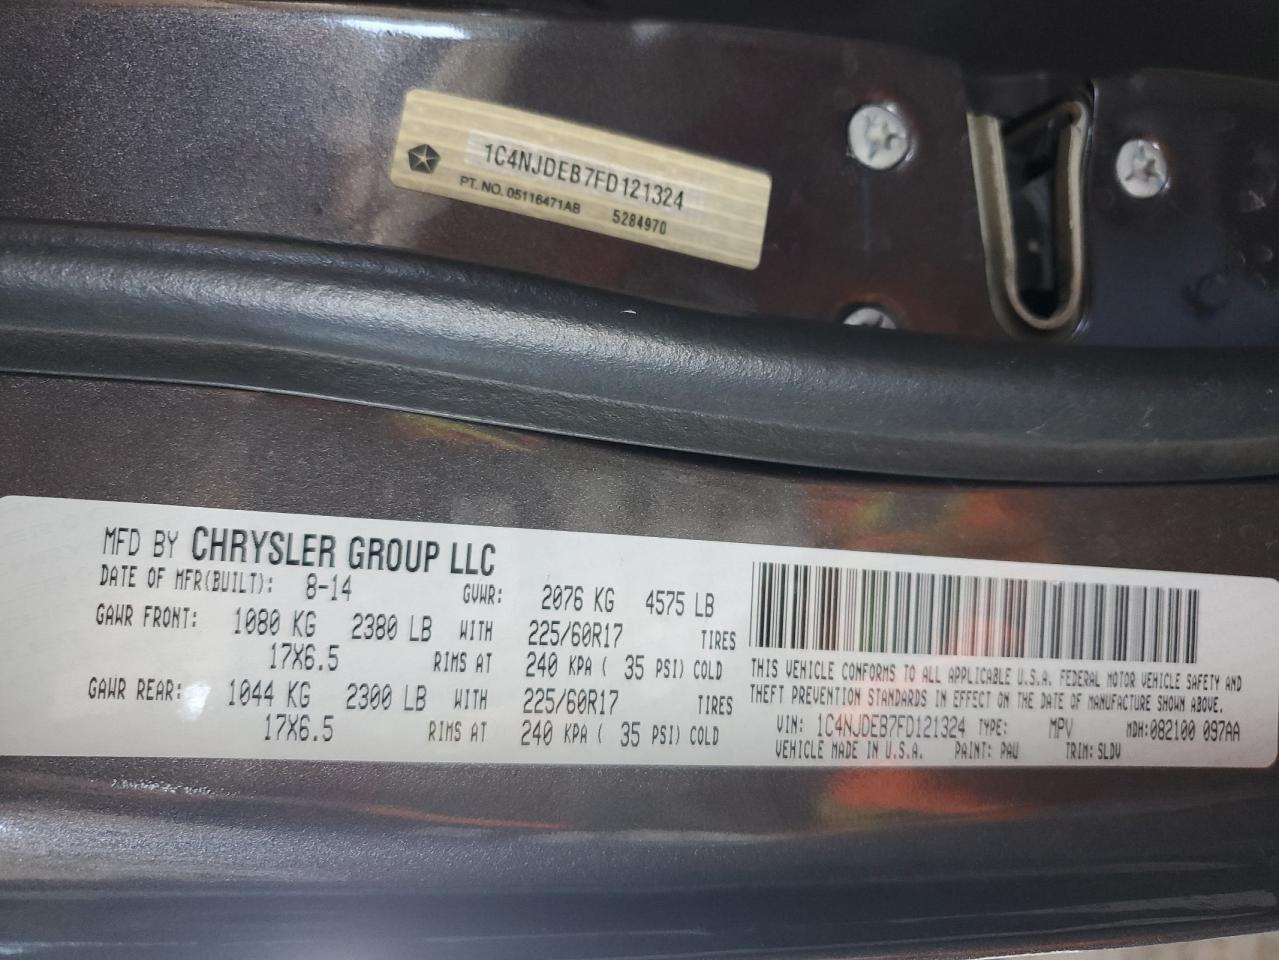 1C4NJDEB7FD121324
PT. NO. 05116471AB 5284970
MFD BY CHRYSLER GROUP LLC
DATE OF MFR(BUILT): 8-14 GVWR: 2076 KG 4575 LB
GAWR FRONT: 1080 KG 2380 LB WITH 225/60R17 TIRES
17X6.5 RIMS AT 240 KPA ( 35 PSI) COLD
GAWR REAR: 1044 KG 2300 LB WITH 225/60R17 TIRES
17X6.5 RIMS AT 240 KPA ( 35 PSI) COLD
THIS VEHICLE CONFORMS TO ALL APPLICABLE U.S.A. FEDERAL MOTOR VEHICLE SAFETY AND
THEFT PREVENTION STANDARDS IN EFFECT ON THE DATE OF MANUFACTURE SHOWN ABOVE.
VIN: 1C4NJDEB7FD121324 TYPE: MPV MDH:082100 097AA
VEHICLE MADE IN U.S.A. PAINT: PAU TRIM: SLDV